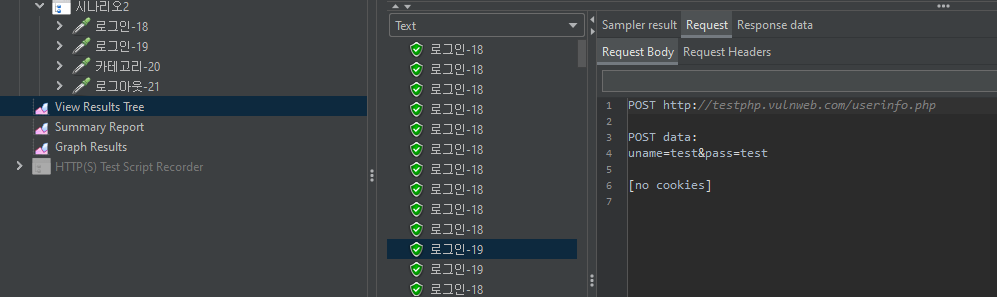 시나리오2
로그인-18
로그인-19
카테고리-20
로그아웃-21
View Results Tree
Summary Report
Graph Results
HTTP(S) Test Script Recorder
Text
로그인-18
로그인-18
로그인-18
로그인-18
로그인-18
로그인-18
로그인-18
로그인-18
로그인-18
로그인-18
로그인-19
로그인-19
로그인-18
Sampler result Request Response data
Request Body Request Headers
1 POST http://testphp.vulnweb.com/userinfo.php
2
3 POST data:
4 uname=test&pass=test
5
6 [no cookies]
7